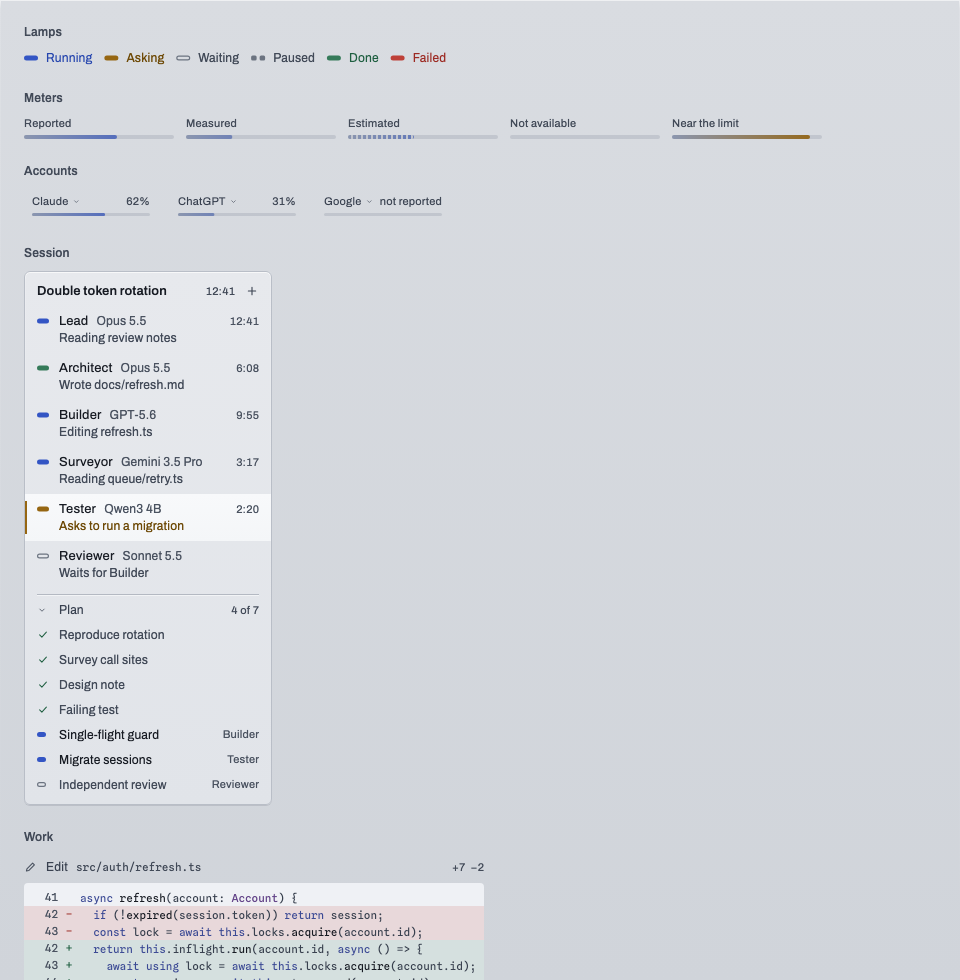 Lamps
Running Asking Waiting Paused Done Failed
Meters
Reported Measured Estimated Not available Near the limit
Accounts
Claude 62% ChatGPT 31% Google not reported
Session
Double token rotation 12:41 +
Lead Opus 5.5 12:41
Reading review notes
Architect Opus 5.5 6:08
Wrote docs/refresh.md
Builder GPT-5.6 9:55
Editing refresh.ts
Surveyor Gemini 3.5 Pro 3:17
Reading queue/retry.ts
Tester Qwen3 4B 2:20
Asks to run a migration
Reviewer Sonnet 5.5
Waits for Builder
Plan 4 of 7
Reproduce rotation
Survey call sites
Design note
Failing test
Single-flight guard Builder
Migrate sessions Tester
Independent review Reviewer
Work
Edit src/auth/refresh.ts +7 −2
41 async refresh(account: Account) {
42 − if (!expired(session.token)) return session;
43 − const lock = await this.locks.acquire(account.id);
42 + return this.inflight.run(account.id, async () => {
43 + await using lock = await this.locks.acquire(account.id);